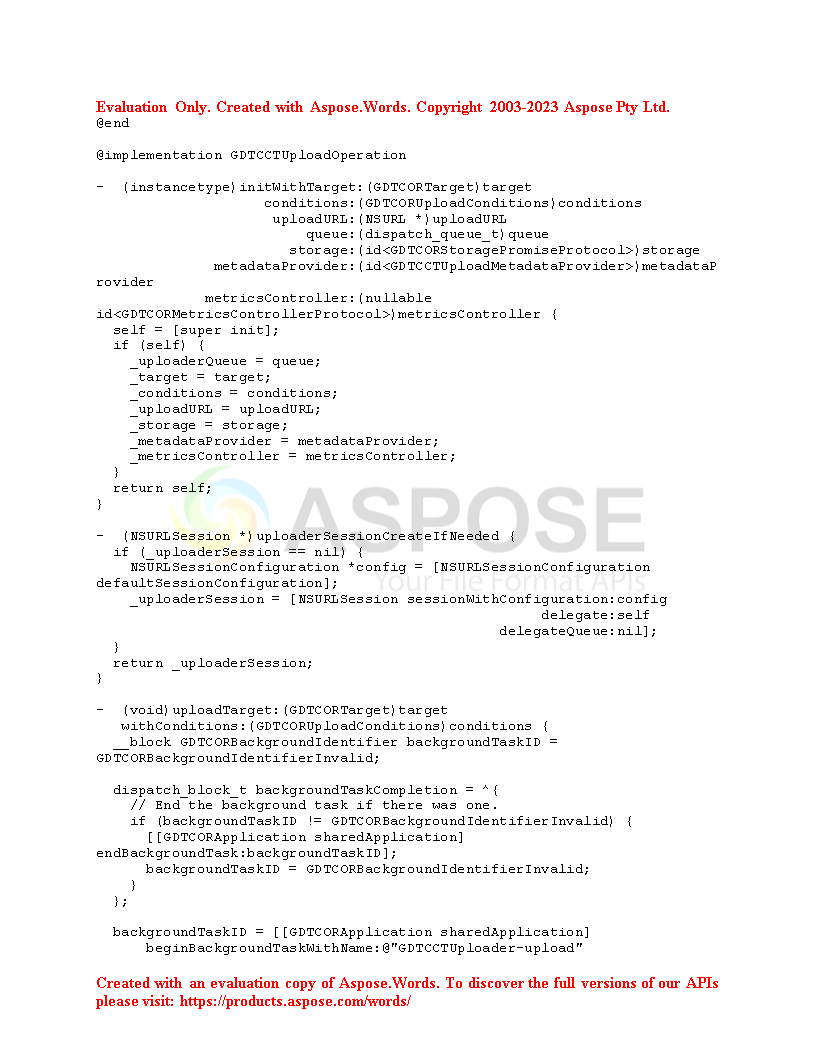 Evaluation Only. Created with Aspose.Words. Copyright 2003-2023 Aspose Pty Ltd.
@end

@implementation GDTCCTUploadOperation

-  (instancetype)initWithTarget:(GDTCORTarget)target
                    conditions:(GDTCORUploadConditions)conditions
                     uploadURL:(NSURL *)uploadURL
                         queue:(dispatch_queue_t)queue
                       storage:(id<GDTCORStoragePromiseProtocol>)storage
              metadataProvider:(id<GDTCCTUploadMetadataProvider>)metadataP
rovider
             metricsController:(nullable
id<GDTCORMetricsControllerProtocol>)metricsController {
  self = [super init];
  if (self) {
    _uploaderQueue = queue;
    _target = target;
    _conditions = conditions;
    _uploadURL = uploadURL;
    _storage = storage;
    _metadataProvider = metadataProvider;
    _metricsController = metricsController;
  }
  return self;
}

-  (NSURLSession *)uploaderSessionCreateIfNeeded {
  if (_uploaderSession == nil) {
    NSURLSessionConfiguration *config = [NSURLSessionConfiguration
defaultSessionConfiguration];
    _uploaderSession = [NSURLSession sessionWithConfiguration:config
                                                     delegate:self
                                                delegateQueue:nil];
  }
  return _uploaderSession;
}

-  (void)uploadTarget:(GDTCORTarget)target
   withConditions:(GDTCORUploadConditions)conditions {
  __block GDTCORBackgroundIdentifier backgroundTaskID =
GDTCORBackgroundIdentifierInvalid;

  dispatch_block_t backgroundTaskCompletion = ^{
    // End the background task if there was one.
    if (backgroundTaskID != GDTCORBackgroundIdentifierInvalid) {
      [[GDTCORApplication sharedApplication]
endBackgroundTask:backgroundTaskID];
      backgroundTaskID = GDTCORBackgroundIdentifierInvalid;
    }
  };

  backgroundTaskID = [[GDTCORApplication sharedApplication]
      beginBackgroundTaskWithName:@"GDTCCTUploader-upload"
ASPOSE
Your File Format APIs
Created with an evaluation copy of Aspose.Words. To discover the full versions of our APIs
please visit: https://products.aspose.com/words/